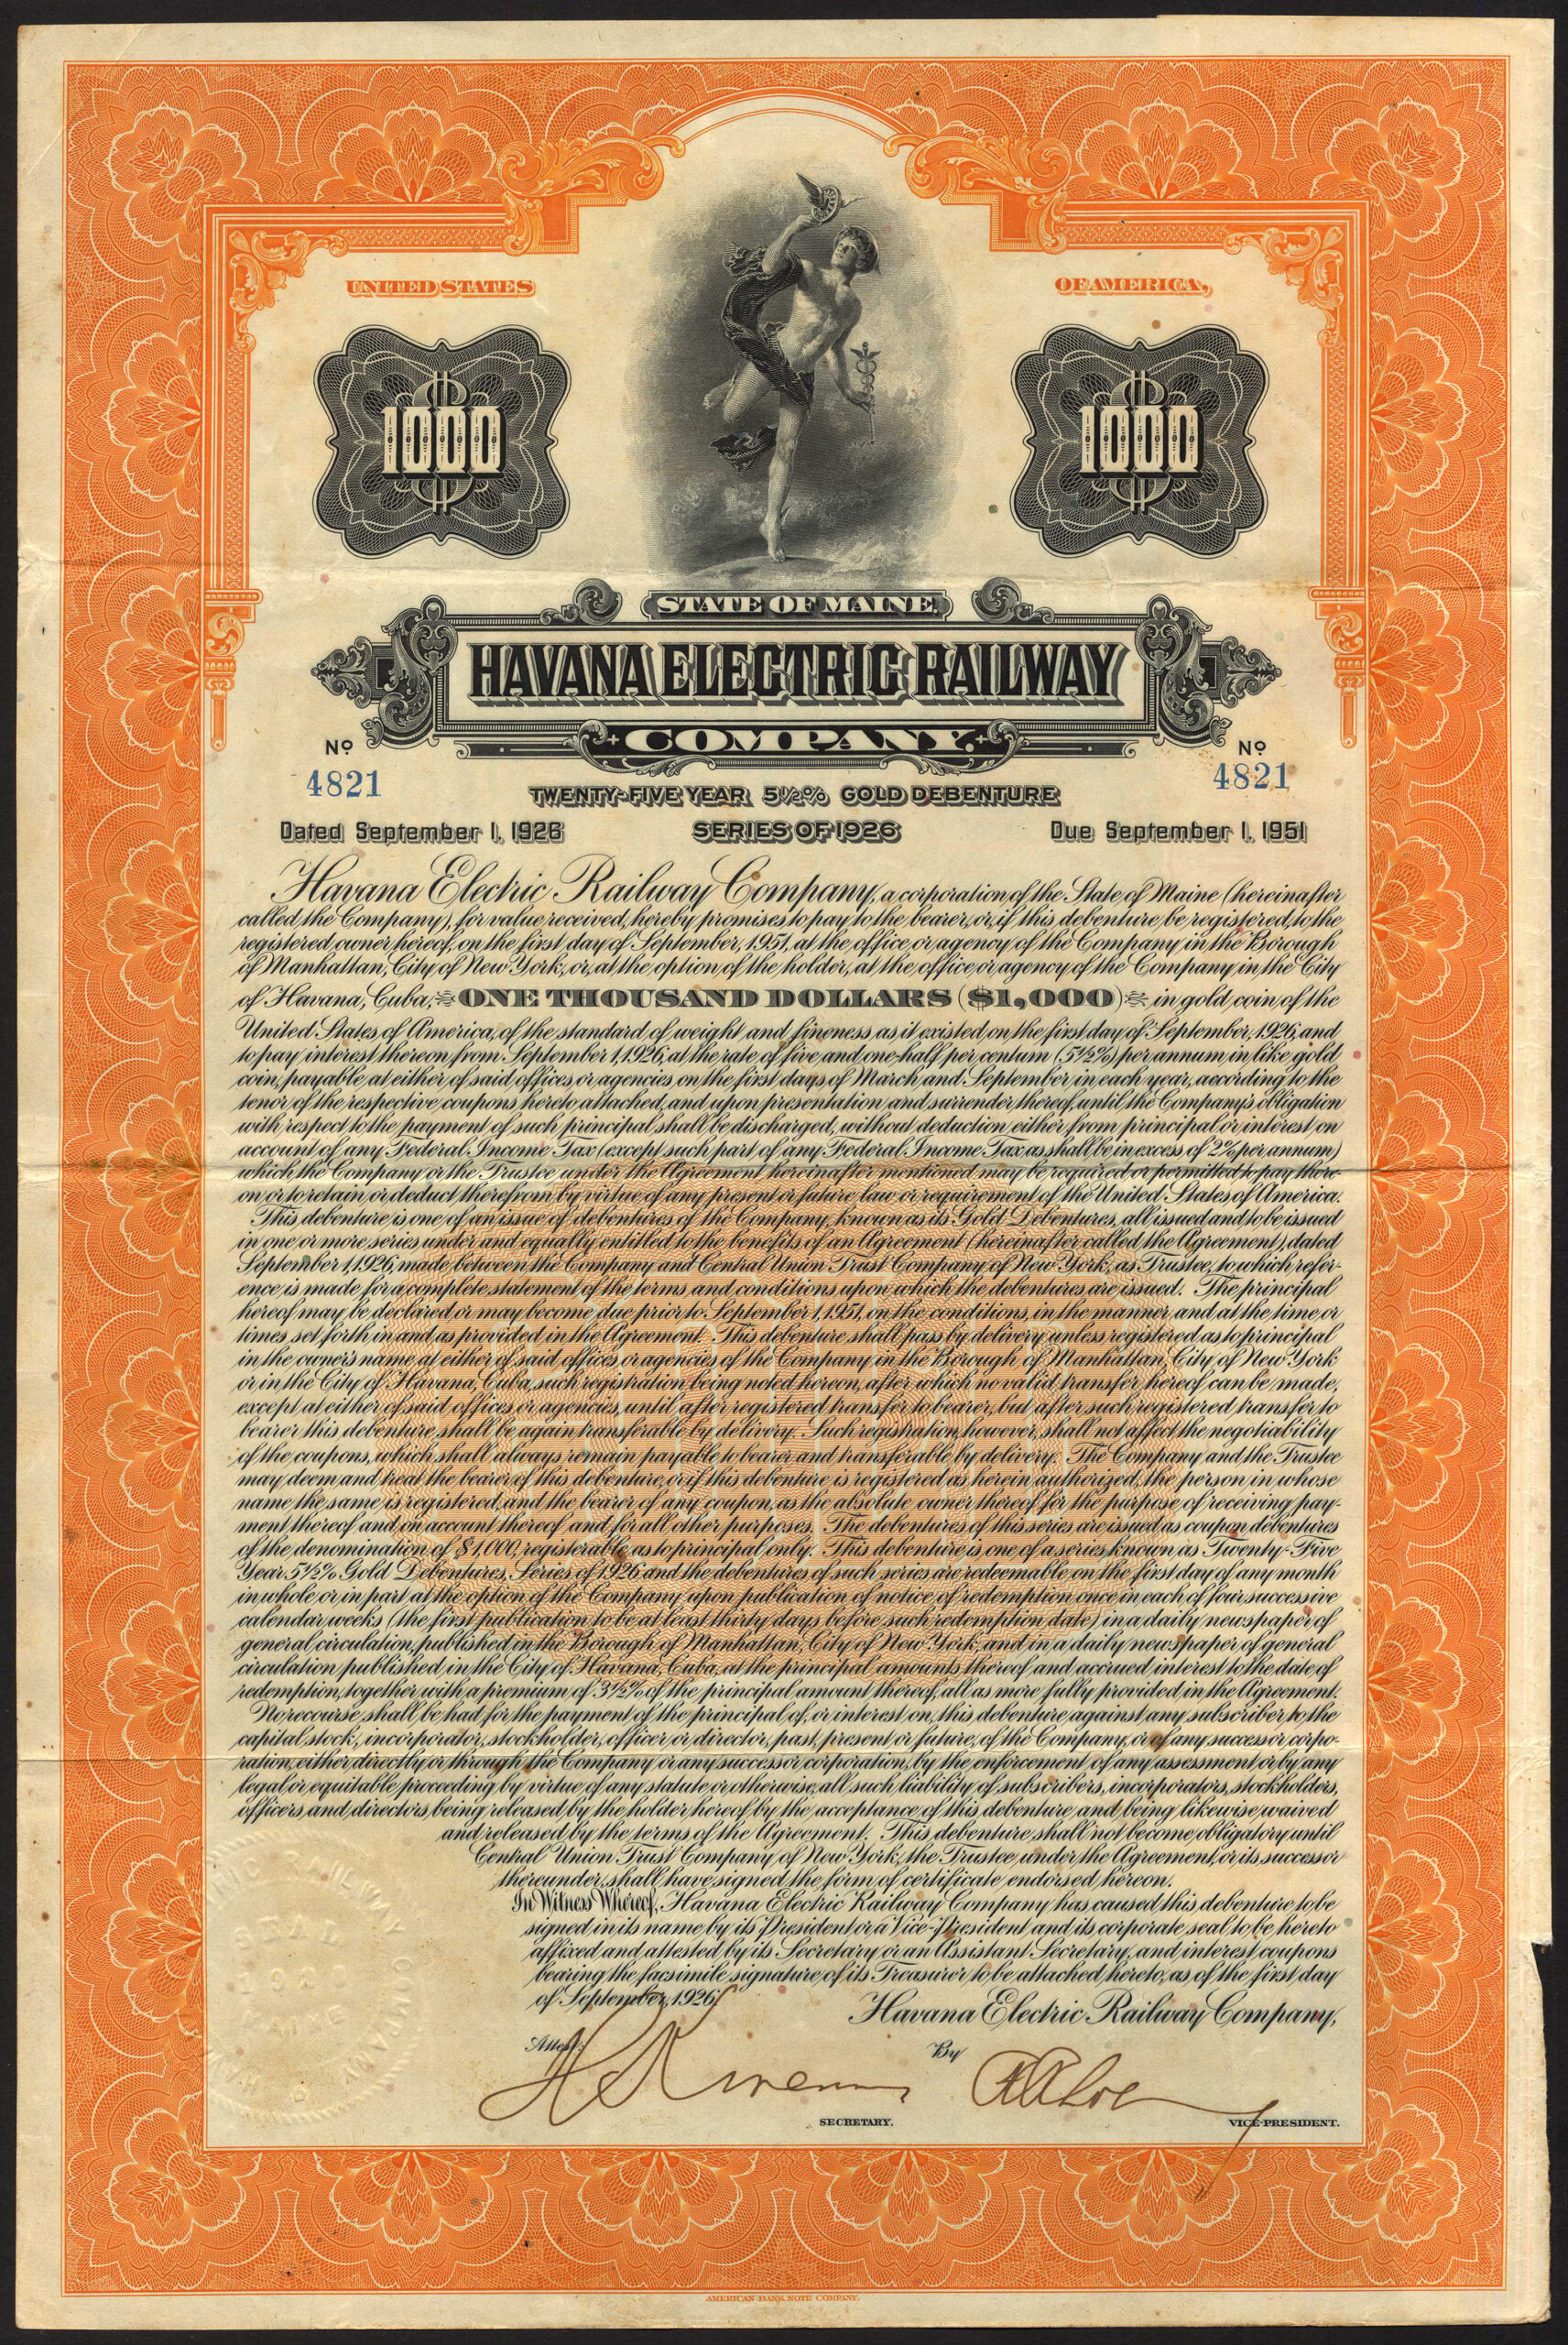 UNITED STATES
OF AMERICA,
$1000
$1000
STATE OF MAINE.
HAVANA ELECTRIC RAILWAY
COMPANY.
No
4821
No
4821
TWENTY-FIVE YEAR 5½% GOLD DEBENTURE
Dated September 1, 1926
SERIES OF 1926
Due September 1, 1951
Havana Electric Railway Company, a corporation of the State of Maine (hereinafter
called the Company), for value received, hereby promises to pay to the bearer, or, if this debenture be registered, to the
registered owner hereof, on the first day of September, 1951, at the office or agency of the Company in the Borough
of Manhattan, City of New York, or, at the option of the holder, at the office or agency of the Company in the City
of Havana, Cuba, ONE THOUSAND DOLLARS ($1,000) in gold coin of the
United States of America, of the standard of weight and fineness as it existed on the first day of September, 1926, and
to pay interest thereon from September 1, 1926, at the rate of five and one-half per centum (5½%) per annum in like gold
coin, payable at either of said offices or agencies on the first days of March and September in each year, according to the
tenor of the respective coupons hereto attached, and upon presentation and surrender thereof, until the Company's obligation
with respect to the payment of such principal shall be discharged, without deduction either from principal or interest on
account of any Federal Income Tax (except such part of any Federal Income Tax as shall be in excess of 2% per annum)
which the Company or the Trustee under the Agreement hereinafter mentioned may be required or permitted to pay there-
on or to retain or deduct therefrom by virtue of any present or future law or requirement of the United States of America.
This debenture is one of an issue of debentures of the Company, known as its Gold Debentures, all issued and to be issued
in one or more series under and equally entitled to the benefits of an Agreement (hereinafter called the Agreement), dated
September 1, 1926, made between the Company and Central Union Trust Company of New York, as Trustee, to which refer-
ence is made for a complete statement of the terms and conditions upon which the debentures are issued. The principal
hereof may be declared or may become due prior to September 1, 1951, on the conditions, in the manner and at the time or
times set forth in and as provided in the Agreement. This debenture shall pass by delivery unless registered as to principal
in the owner's name at either of said offices or agencies of the Company in the Borough of Manhattan, City of New York
or in the City of Havana, Cuba, such registration being noted hereon, after which no valid transfer hereof can be made,
except at either of said offices or agencies, until after registered transfer to bearer, but after such registered transfer to
bearer this debenture shall be again transferable by delivery. Such registration, however, shall not affect the negotiability
of the coupons, which shall always remain payable to bearer and transferable by delivery. The Company and the Trustee
may deem and treat the bearer of this debenture, or if this debenture is registered as herein authorized, the person in whose
name the same is registered, and the bearer of any coupon, as the absolute owner thereof for the purpose of receiving pay-
ment thereof and on account thereof and for all other purposes. The debentures of this series are issued as coupon debentures
of the denomination of $1,000, registerable as to principal only. This debenture is one of a series known as Twenty-Five
Year 5½% Gold Debentures, Series of 1926 and the debentures of such series are redeemable on the first day of any month
in whole or in part at the option of the Company upon publication of notice of redemption once in each of four successive
calendar weeks (the first publication to be at least thirty days before such redemption date) in a daily newspaper of
general circulation, published in the Borough of Manhattan, City of New York, and in a daily newspaper of general
circulation published in the City of Havana, Cuba, at the principal amounts thereof and accrued interest to the date of
redemption, together with a premium of 3½% of the principal amount thereof, all as more fully provided in the Agreement.
No recourse shall be had for the payment of the principal of, or interest on, this debenture against any subscriber to the
capital stock, incorporator, stockholder, officer or director, past, present or future, of the Company, or of any successor corpo-
ration, either directly or through the Company or any successor corporation, by the enforcement of any assessment or by any
legal or equitable proceeding by virtue of any statute or otherwise, all such liability of subscribers, incorporators, stockholders,
officers and directors being released by the holder hereof by the acceptance of this debenture and being likewise waived
and released by the terms of the Agreement. This debenture shall not become obligatory until
Central Union Trust Company of New York, the Trustee under the Agreement, or its successor
thereunder, shall have signed the form of certificate endorsed hereon.
In Witness Whereof, Havana Electric Railway Company has caused this debenture to be
signed in its name by its President or a Vice-President and its corporate seal to be hereto
affixed and attested by its Secretary or an Assistant Secretary, and interest coupons
bearing the facsimile signature of its Treasurer to be attached hereto, as of the first day
of September, 1926.
Havana Electric Railway Company,
Attest:
By
SECRETARY.
VICE-PRESIDENT.
AMERICAN BANK NOTE COMPANY.